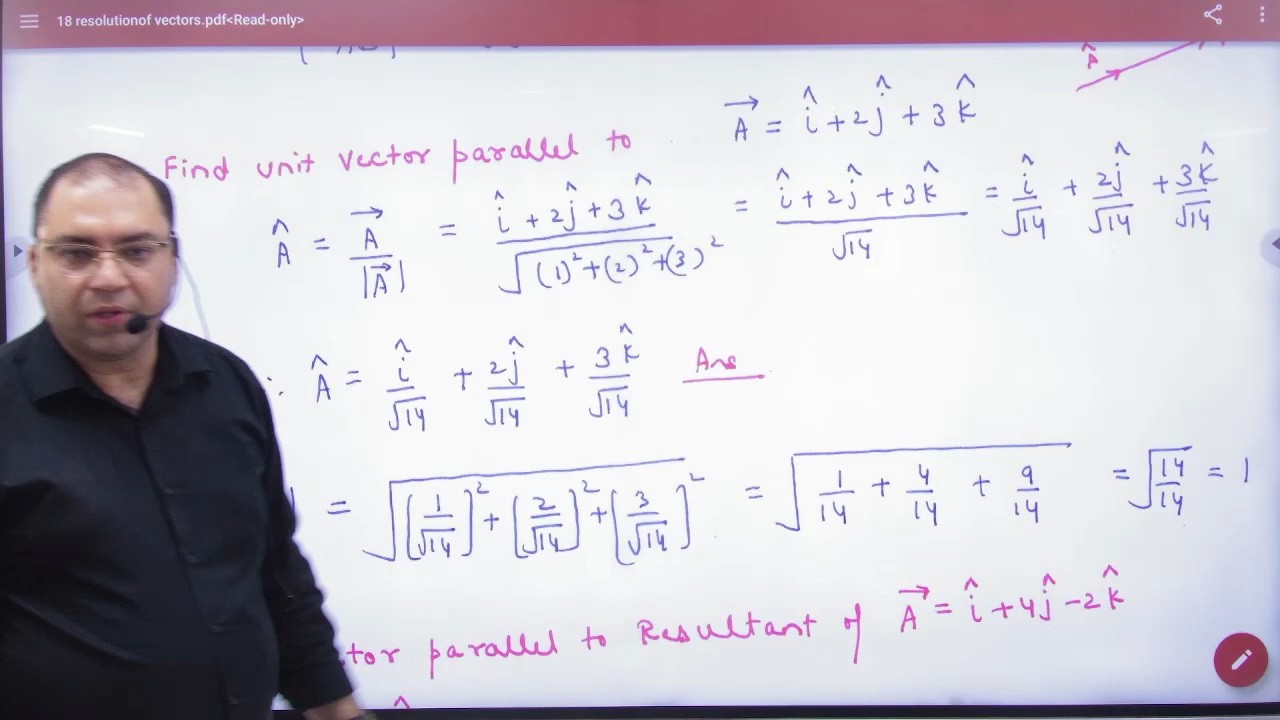 18 resolutionof vectors.pdf<Read-only>
Â
Find unit vector parallel to A⃗ = î + 2ĵ + 3k̂
Â = A⃗/|A⃗| = (î + 2ĵ + 3k̂)/√((1)² + (2)² + (3)²) = (î + 2ĵ + 3k̂)/√14 = î/√14 + 2ĵ/√14 + 3k̂/√14
∴ Â = î/√14 + 2ĵ/√14 + 3k̂/√14 Ans
= √((1/√14)² + (2/√14)² + (3/√14)²) = √(1/14 + 4/14 + 9/14) = √(14/14) = 1
tor parallel to Resultant of A⃗ = î + 4ĵ - 2k̂